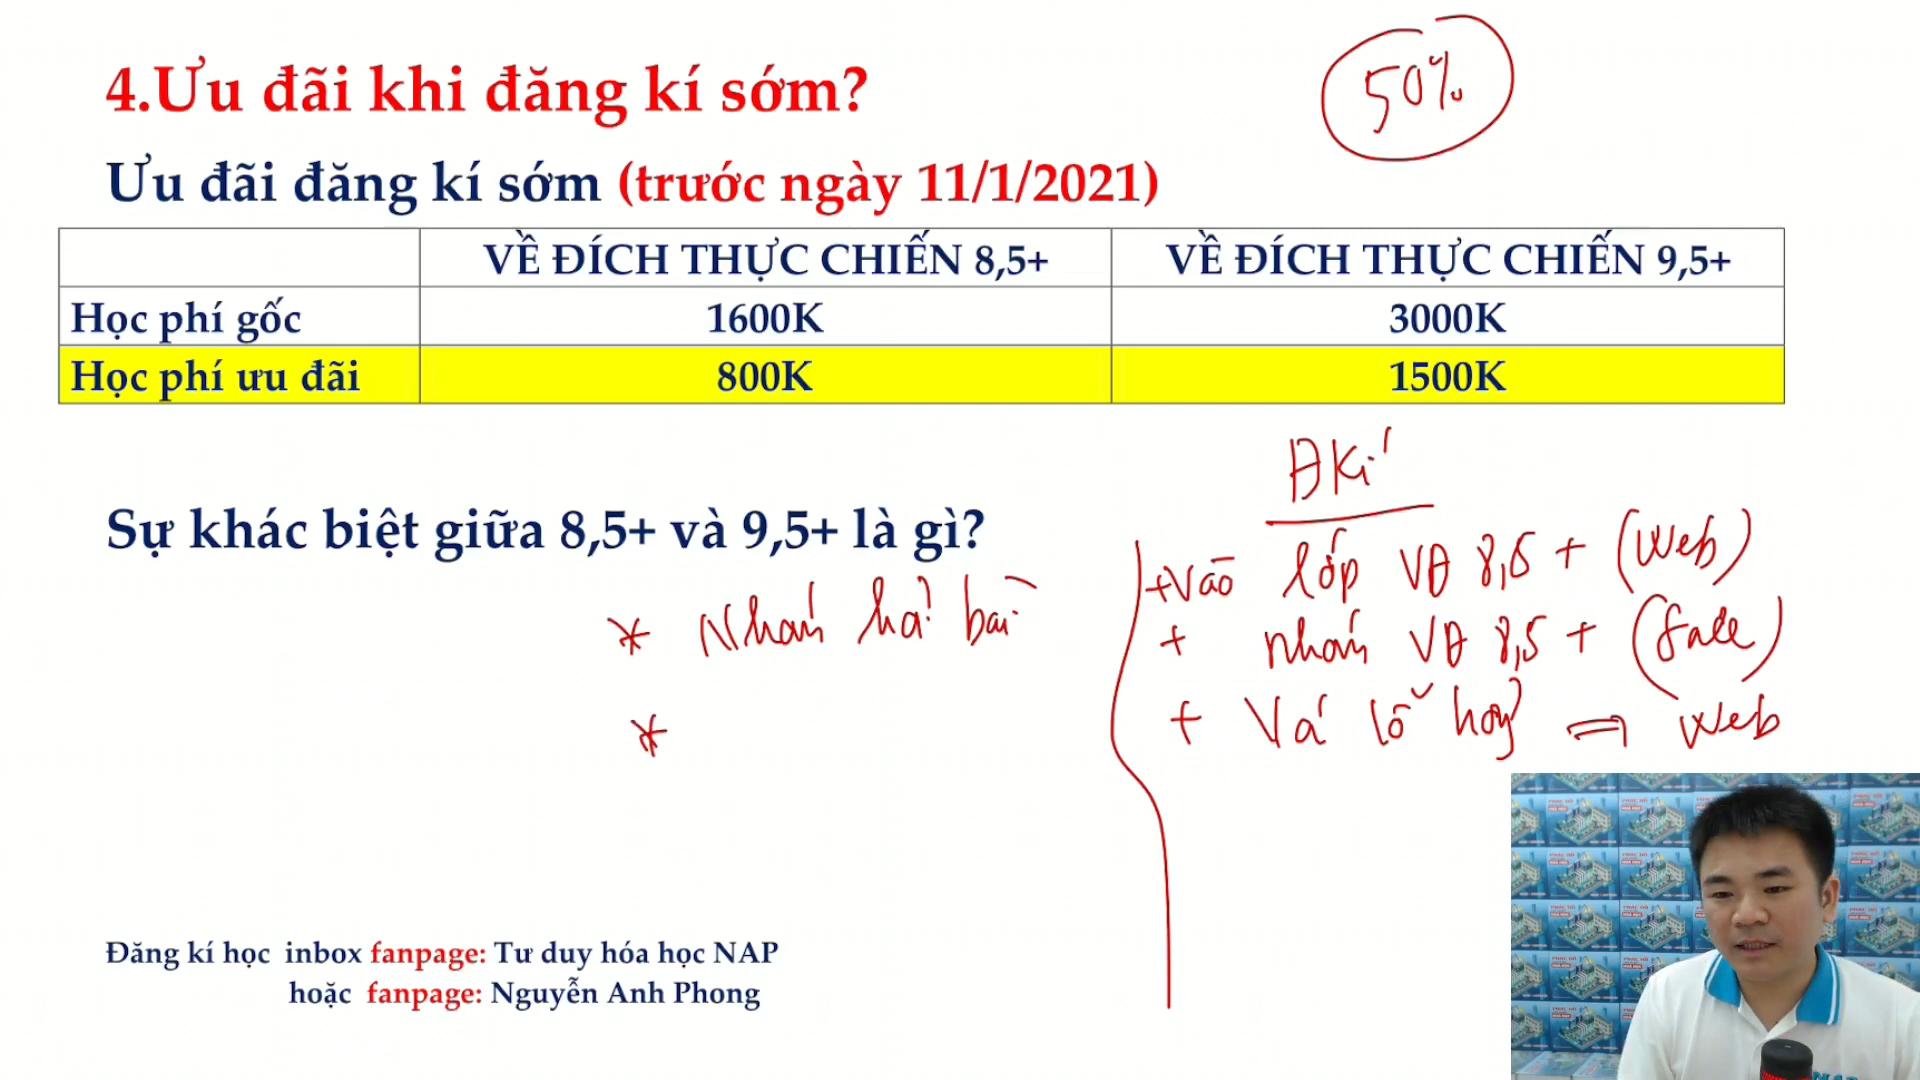 4.Ưu đãi khi đăng kí sớm?
50%
Ưu đãi đăng kí sớm (trước ngày 11/1/2021)
VỀ ĐÍCH THỰC CHIẾN 8,5+ VỀ ĐÍCH THỰC CHIẾN 9,5+
Học phí gốc 1600K 3000K
Học phí ưu đãi 800K 1500K
Đkí
Sự khác biệt giữa 8,5+ và 9,5+ là gì?
* Nhóm hỏi bài
*
+ Vào lớp VĐ 8,5 + (Web)
+ nhóm VĐ 8,5 + (face)
+ Vá lỗ hổng ⇒ Web
Đăng kí học inbox fanpage: Tư duy hóa học NAP
hoặc fanpage: Nguyễn Anh Phong